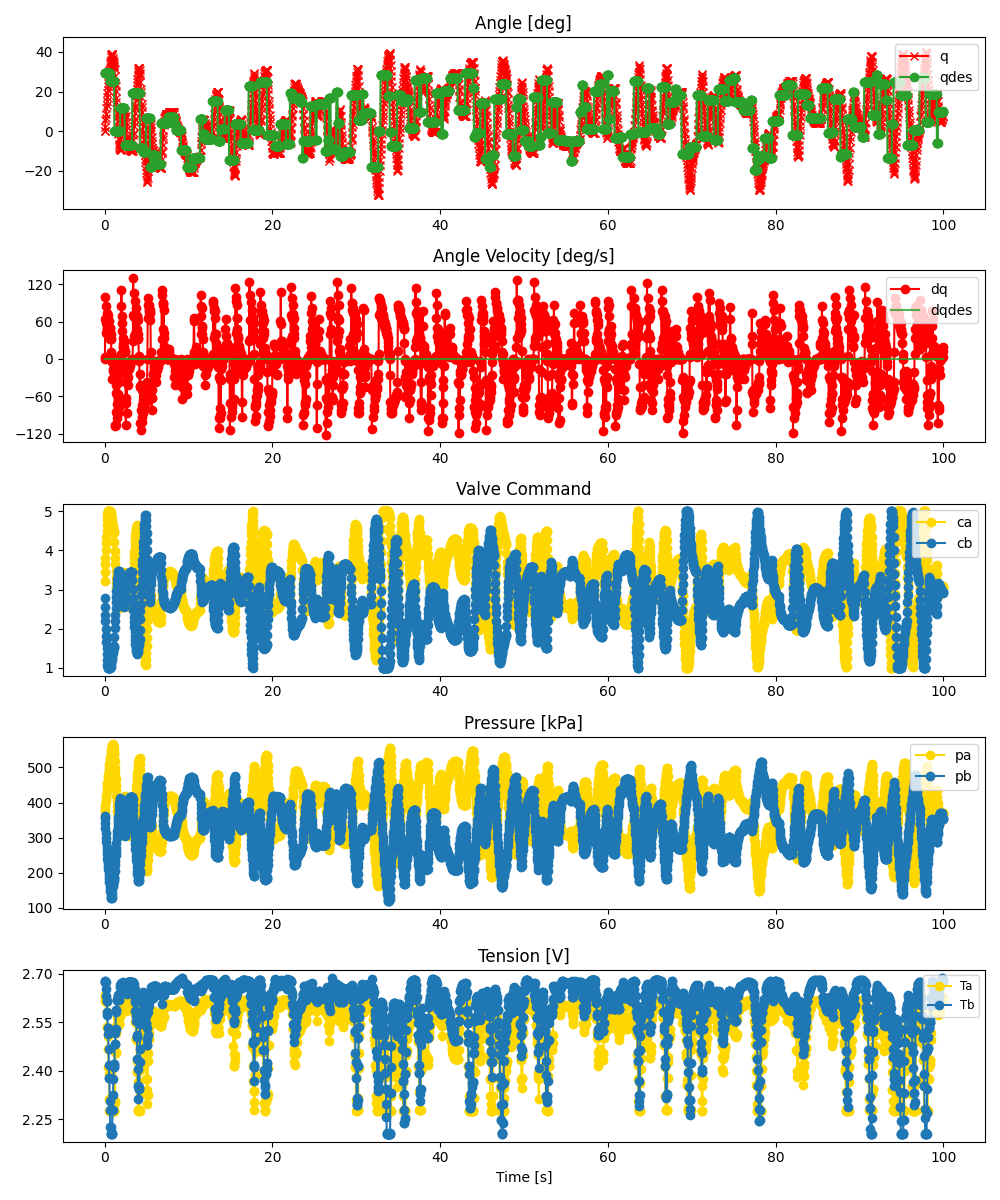 Angle [deg]
40
20
0
−20
q
qdes
0 20 40 60 80 100
Angle Velocity [deg/s]
120
60
0
−60
−120
dq
dqdes
0 20 40 60 80 100
Valve Command
5
4
3
2
1
ca
cb
0 20 40 60 80 100
Pressure [kPa]
500
400
300
200
100
pa
pb
0 20 40 60 80 100
Tension [V]
2.70
2.55
2.40
2.25
Ta
Tb
0 20 40 60 80 100
Time [s]